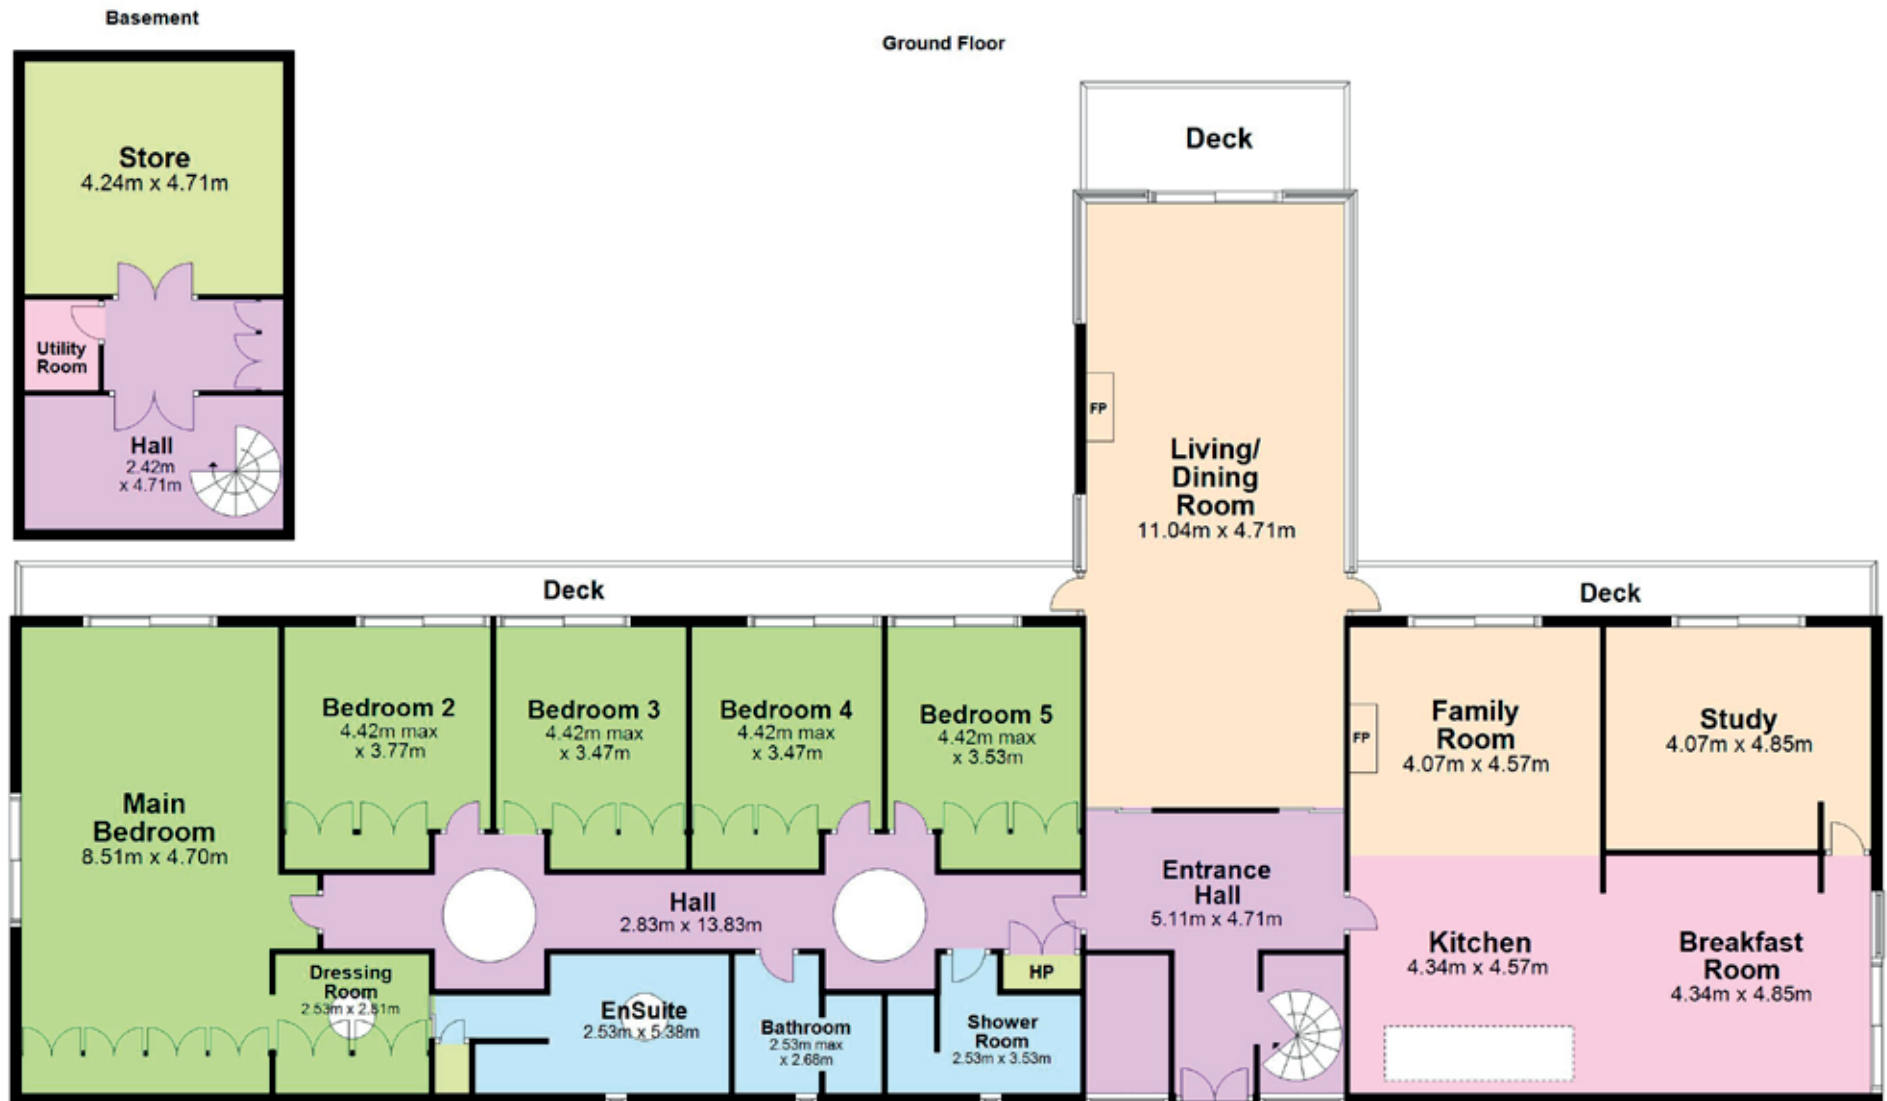 Basement
Ground Floor
Store
4.24m x 4.71m
Utility
Room
Hall
2.42m
x 4.71m
Deck
FP
Living/
Dining
Room
11.04m x 4.71m
Deck
Deck
Main
Bedroom
8.51m x 4.70m
Bedroom 2
4.42m max
x 3.77m
Bedroom 3
4.42m max
x 3.47m
Bedroom 4
4.42m max
x 3.47m
Bedroom 5
4.42m max
x 3.53m
FP
Family
Room
4.07m x 4.57m
Study
4.07m x 4.85m
Hall
2.83m x 13.83m
Entrance
Hall
5.11m x 4.71m
Kitchen
4.34m x 4.57m
Breakfast
Room
4.34m x 4.85m
Dressing
Room
2.53m x 2.81m
EnSuite
2.53m x 5.38m
Bathroom
2.53m max
x 2.68m
HP
Shower
Room
2.53m x 3.53m